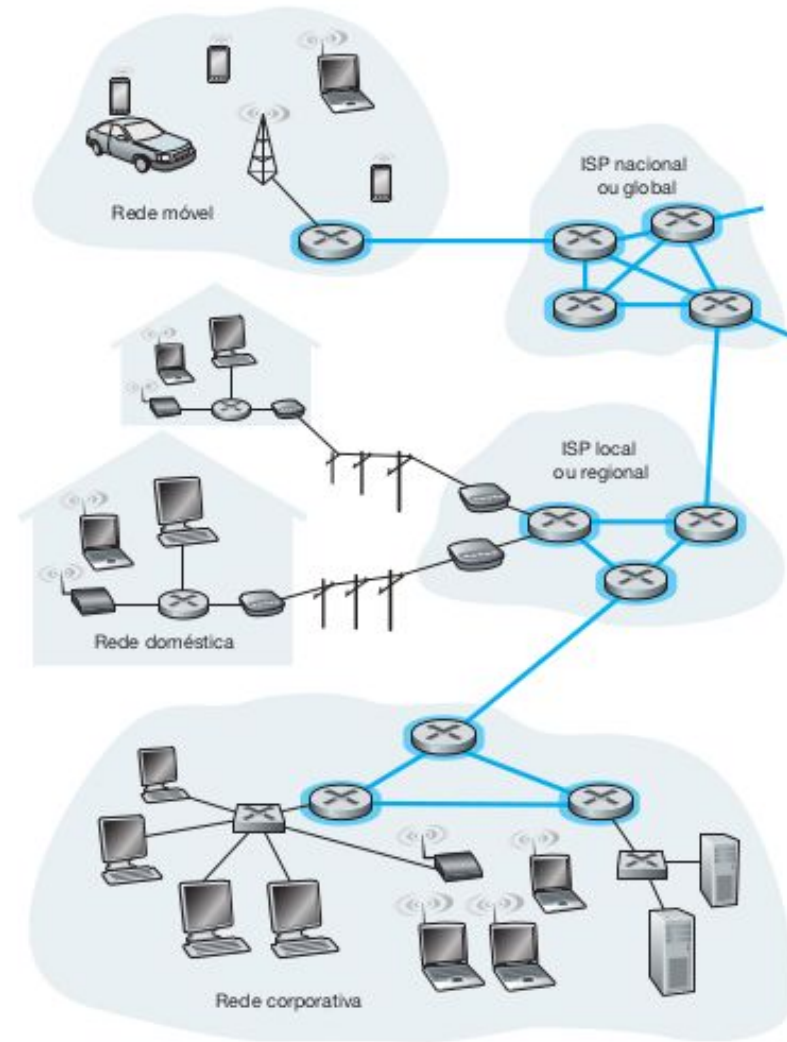 Rede móvel
ISP nacional
ou global
ISP local
ou regional
Rede doméstica
Rede corporativa